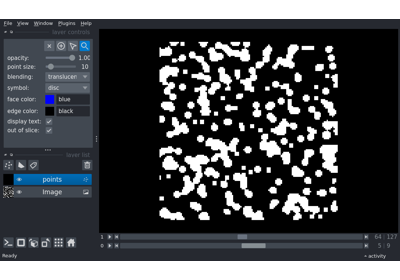 File View Window Plugins Help
layer controls
opacity: 1.00
point size: 10
blending: translucen
symbol: disc
face color: blue
edge color: black
display text:
out of slice:
layer list
points
Image
1 64 127
0 5 9
Ready activity